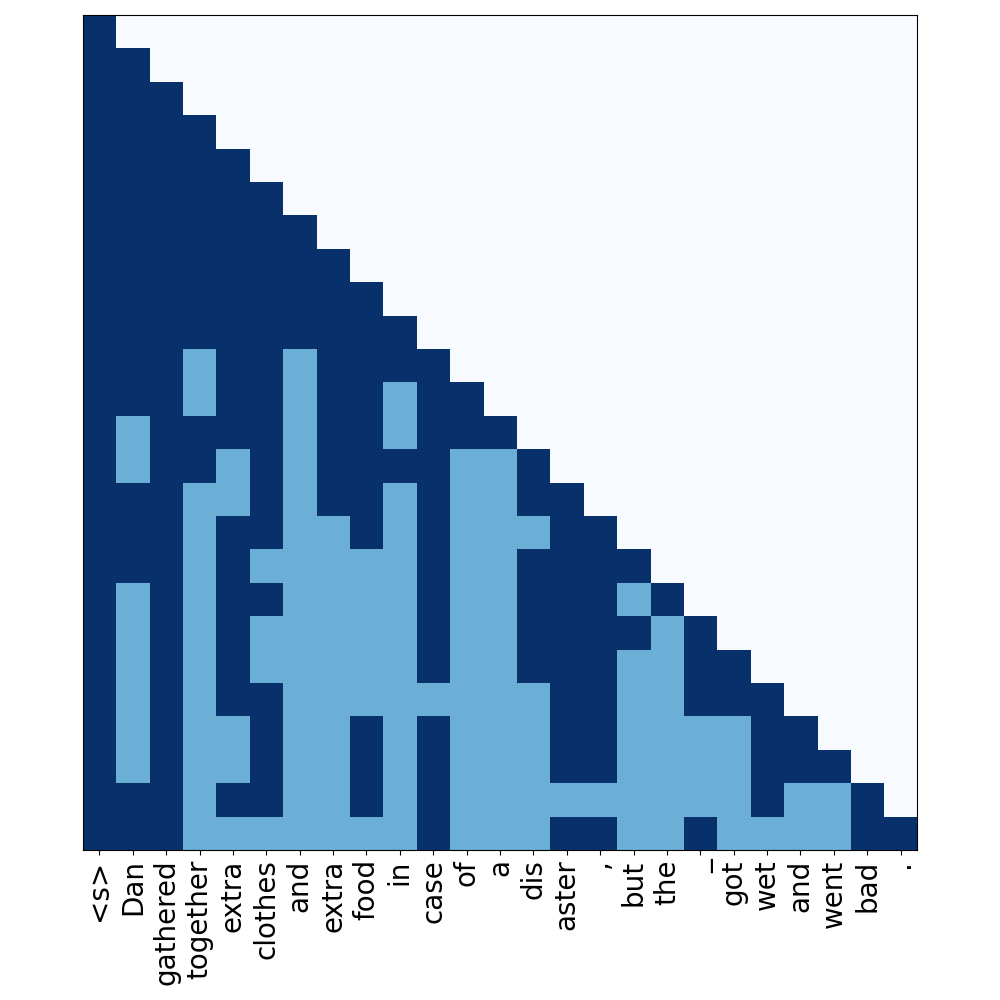 <s> Dan gathered together extra clothes and extra food in case of a dis aster , but the _ got wet and went bad .